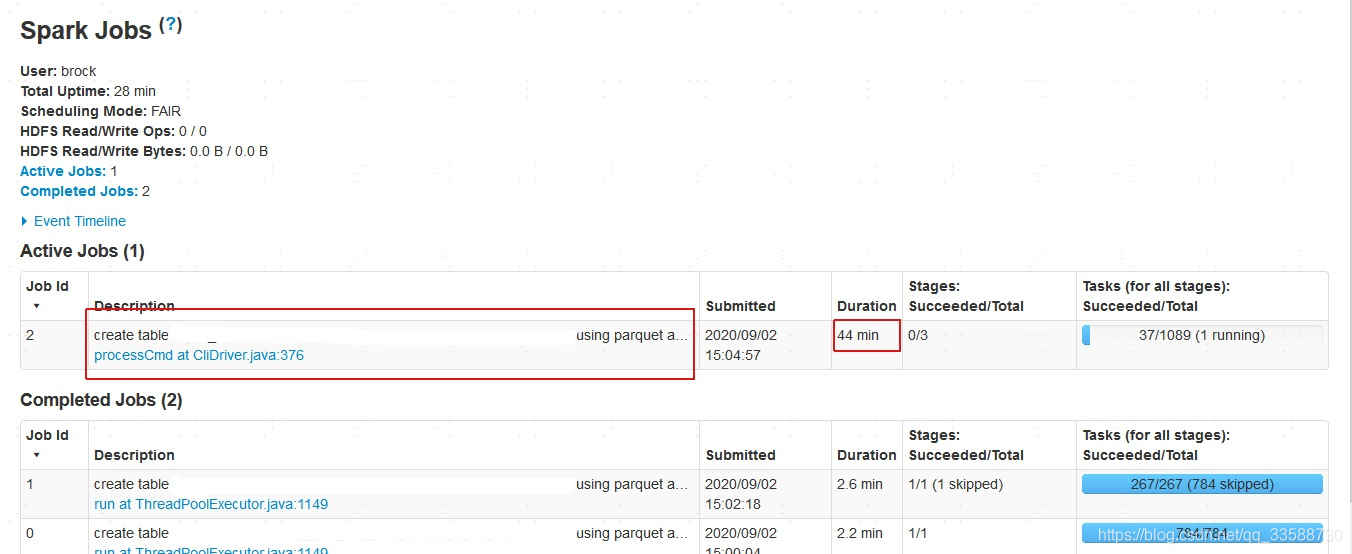 Spark Jobs (?)
User: brock
Total Uptime: 28 min
Scheduling Mode: FAIR
HDFS Read/Write Ops: 0 / 0
HDFS Read/Write Bytes: 0.0 B / 0.0 B
Active Jobs: 1
Completed Jobs: 2
Event Timeline
Active Jobs (1)
Job Id Description Submitted Duration Stages: Succeeded/Total Tasks (for all stages): Succeeded/Total
2 create table _ using parquet a... 2020/09/02 44 min 0/3 37/1089 (1 running)
processCmd at CliDriver.java:376 15:04:57
Completed Jobs (2)
Job Id Description Submitted Duration Stages: Succeeded/Total Tasks (for all stages): Succeeded/Total
1 create table using parquet a... 2020/09/02 2.6 min 1/1 (1 skipped) 267/267 (784 skipped)
run at ThreadPoolExecutor.java:1149 15:02:18
0 create table using parquet a... 2020/09/02 2.2 min 1/1 784/784
run at ThreadPoolExecutor.java:1149 15:00:04
https://blog.csdn.net/qq_33588730